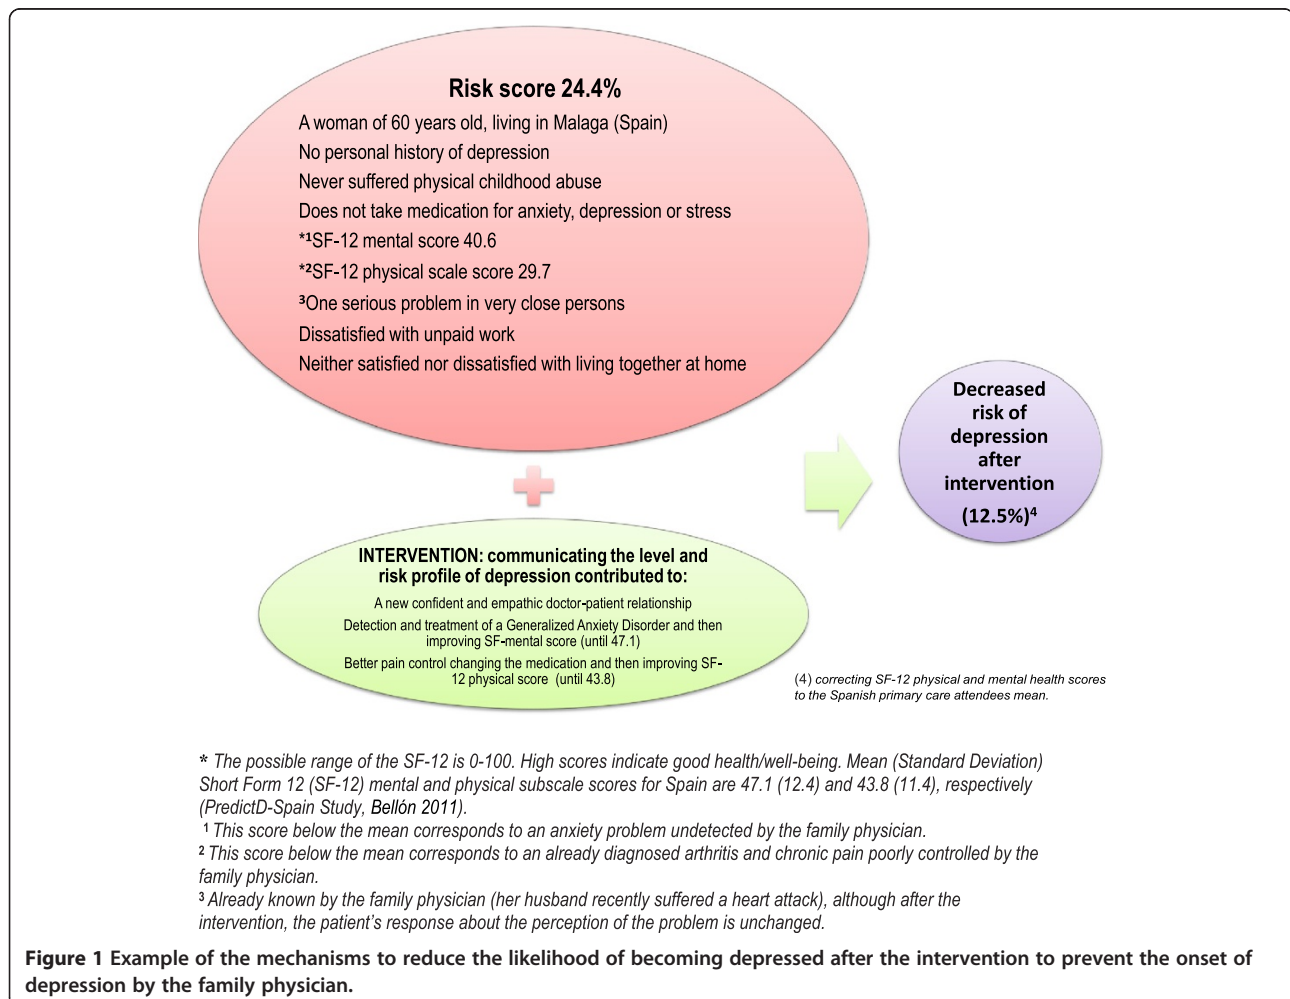 Risk score 24.4%
A woman of 60 years old, living in Malaga (Spain)
No personal history of depression
Never suffered physical childhood abuse
Does not take medication for anxiety, depression or stress
*¹SF-12 mental score 40.6
*²SF-12 physical scale score 29.7
³One serious problem in very close persons
Dissatisfied with unpaid work
Neither satisfied nor dissatisfied with living together at home
Decreased
risk of
depression
after
intervention
(12.5%)⁴
INTERVENTION: communicating the level and
risk profile of depression contributed to:
A new confident and empathic doctor-patient relationship
Detection and treatment of a Generalized Anxiety Disorder and then
improving SF-mental score (until 47.1)
Better pain control changing the medication and then improving SF-
12 physical score (until 43.8)
(4) correcting SF-12 physical and mental health scores
to the Spanish primary care attendees mean.
* The possible range of the SF-12 is 0-100. High scores indicate good health/well-being. Mean (Standard Deviation)
Short Form 12 (SF-12) mental and physical subscale scores for Spain are 47.1 (12.4) and 43.8 (11.4), respectively
(PredictD-Spain Study, Bellón 2011).
¹ This score below the mean corresponds to an anxiety problem undetected by the family physician.
² This score below the mean corresponds to an already diagnosed arthritis and chronic pain poorly controlled by the
family physician.
³ Already known by the family physician (her husband recently suffered a heart attack), although after the
intervention, the patient's response about the perception of the problem is unchanged.
Figure 1 Example of the mechanisms to reduce the likelihood of becoming depressed after the intervention to prevent the onset of
depression by the family physician.